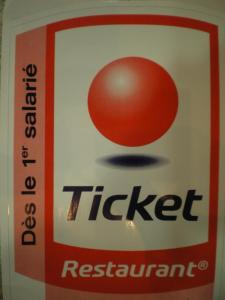 Dès le 1er salarié
Ticket
Restaurant®